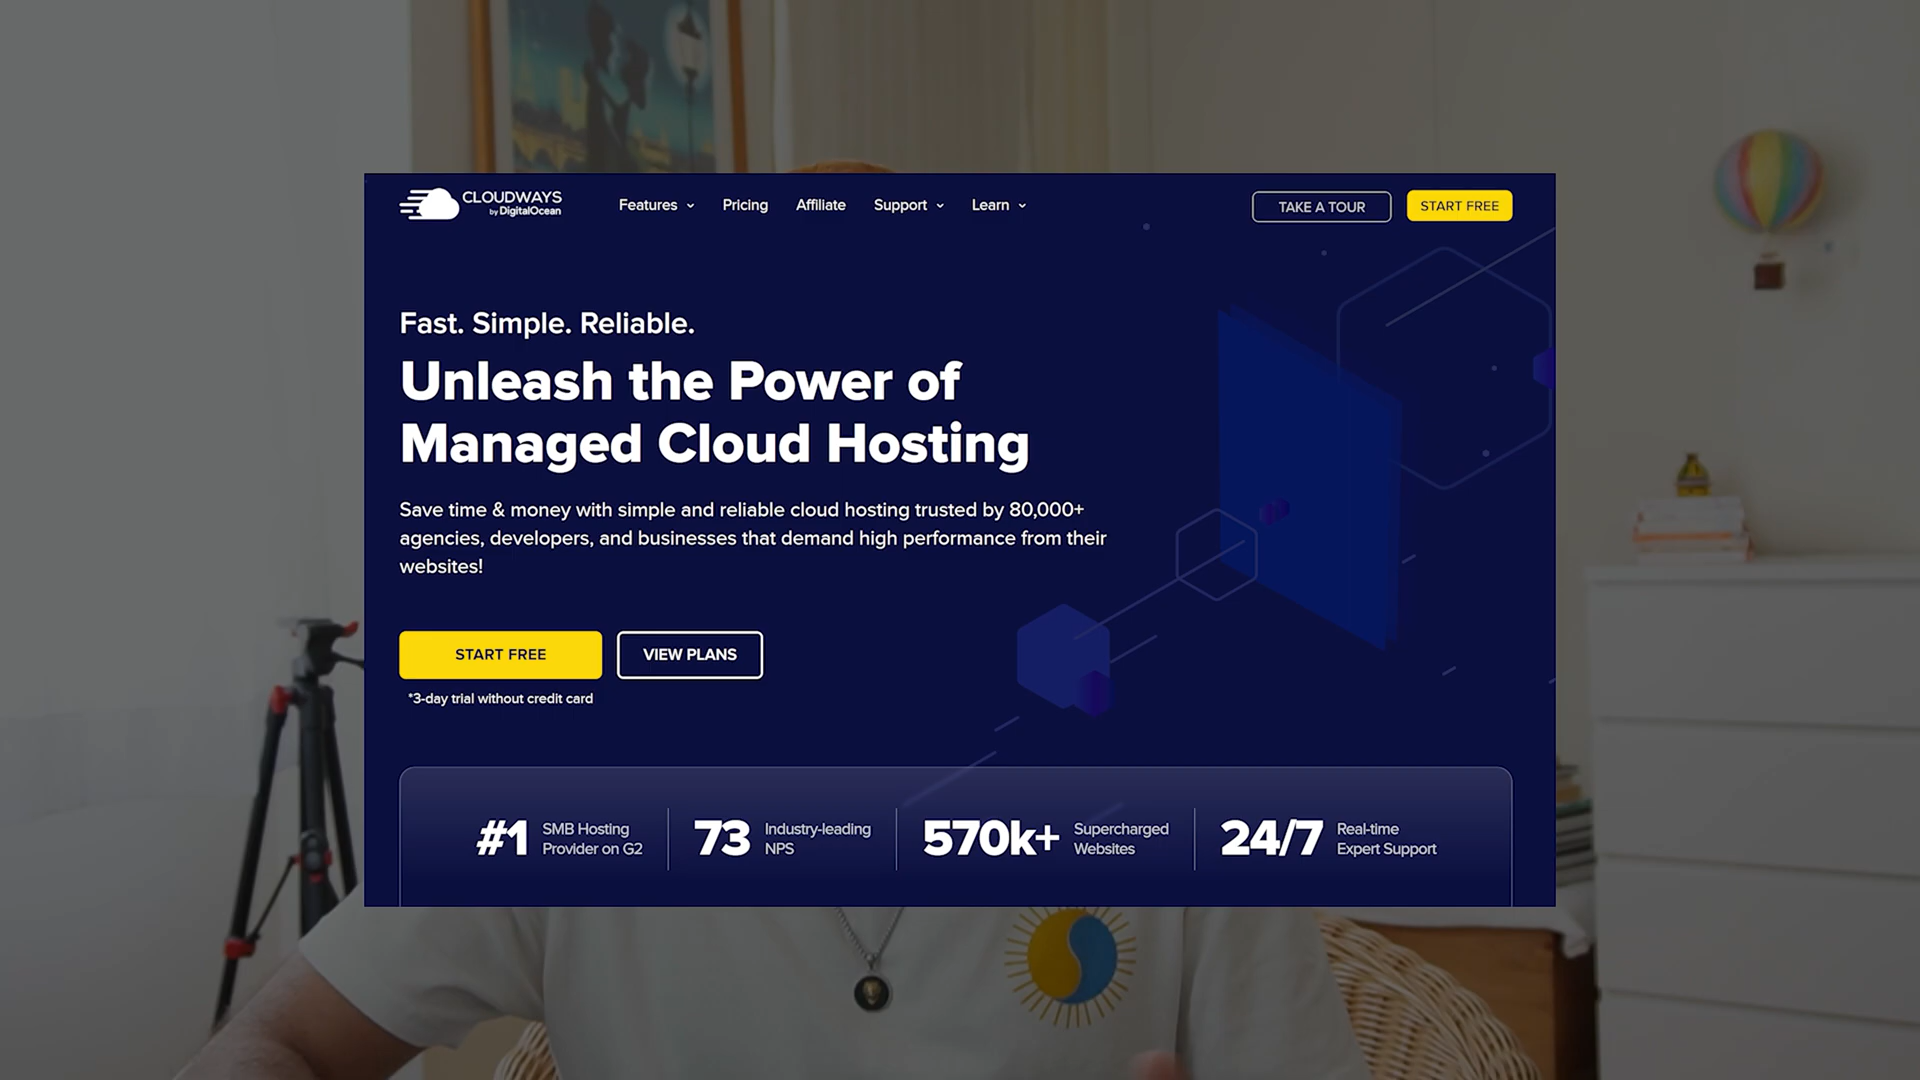 CLOUDWAYS
by DigitalOcean
Features
Pricing
Affiliate
Support
Learn
TAKE A TOUR
START FREE
Fast. Simple. Reliable.
Unleash the Power of
Managed Cloud Hosting
Save time & money with simple and reliable cloud hosting trusted by 80,000+
agencies, developers, and businesses that demand high performance from their
websites!
START FREE
VIEW PLANS
*3-day trial without credit card
#1
SMB Hosting
Provider on G2
73
Industry-leading
NPS
570k+
Supercharged
Websites
24/7
Real-time
Expert Support